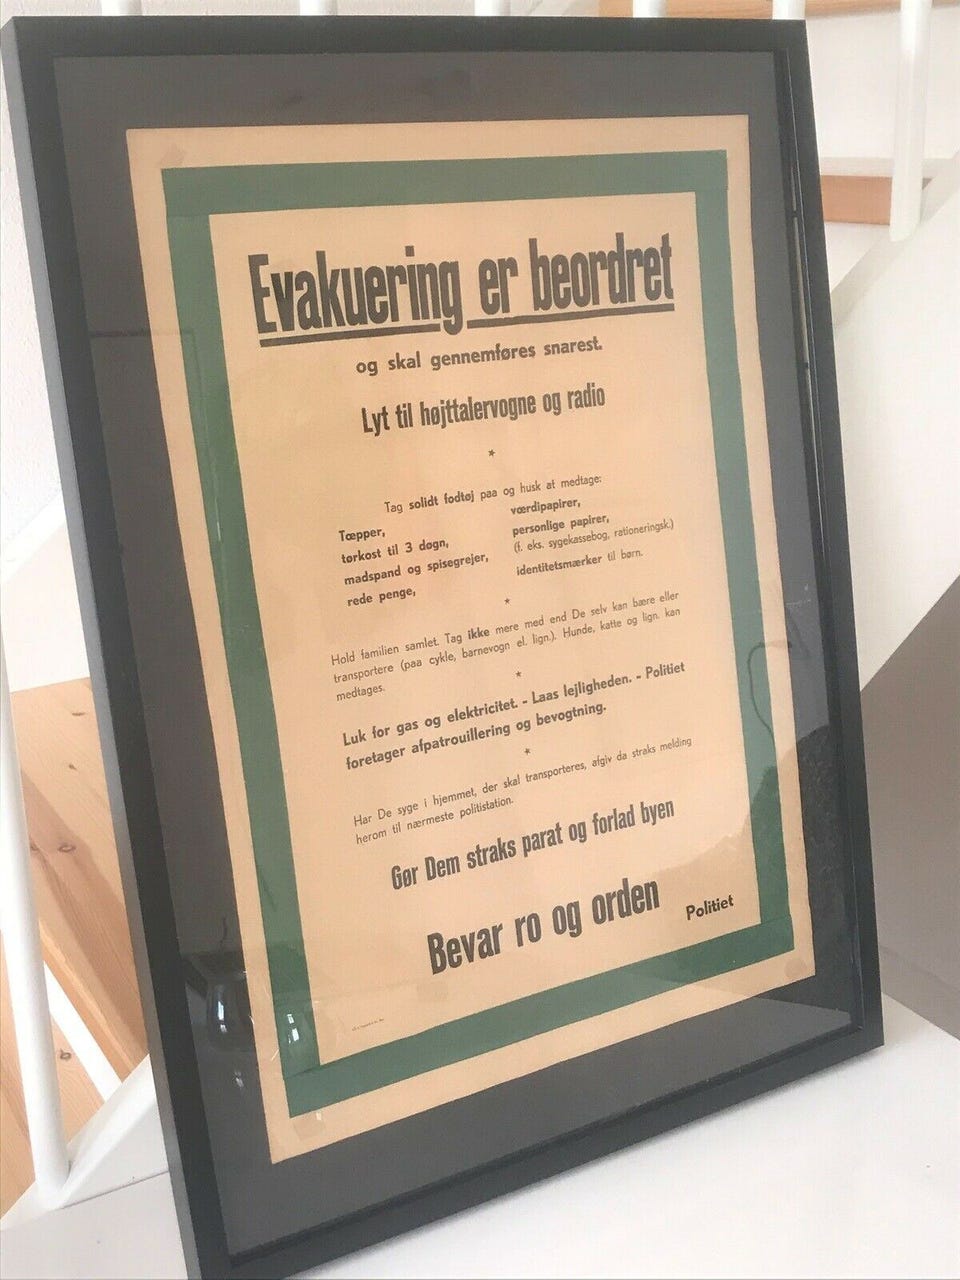 Evakuering er beordret
og skal gennemføres snarest.
Lyt til højttalervogne og radio
*
Tag solidt fodtøj paa og husk at medtage:
Tæpper,
tørkost til 3 døgn,
madspand og spisegrejer,
rede penge,
værdipapirer,
personlige papirer,
(f. eks. sygekassebog, rationeringsk.)
identitetsmærker til børn.
*
Hold familien samlet. Tag ikke mere med end De selv kan bære eller
transportere (paa cykle, barnevogn el. lign.). Hunde, katte og lign. kan
medtages.
*
Luk for gas og elektricitet. - Laas lejligheden. - Politiet
foretager afpatrouillering og bevogtning.
*
Har De syge i hjemmet, der skal transporteres, afgiv da straks melding
herom til nærmeste politistation.
Gør Dem straks parat og forlad byen
Bevar ro og orden
Politiet